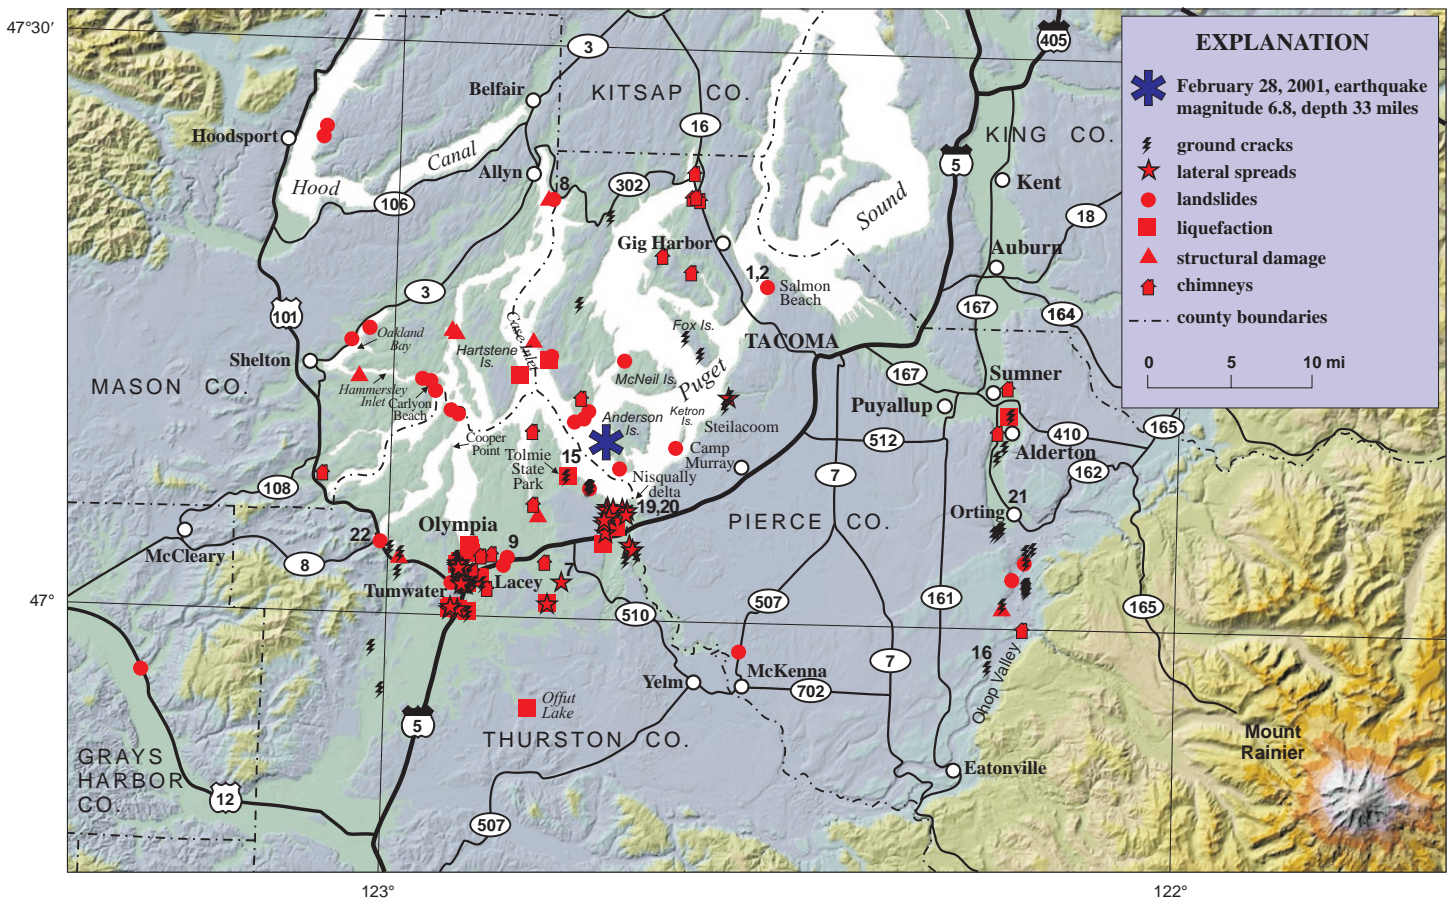 47°30'
47°
123°
122°
EXPLANATION
February 28, 2001, earthquake
magnitude 6.8, depth 33 miles
ground cracks
lateral spreads
landslides
liquefaction
structural damage
chimneys
county boundaries
0 5 10 mi
3
405
Belfair
KITSAP CO.
16
KING CO.
Hoodsport
Canal
5
Hood
Allyn
8
302
Kent
106
Sound
18
Gig Harbor
Auburn
1,2
Salmon
Beach
3
101
167
164
Oakland
Bay
Case Inlet
Fox Is.
TACOMA
Shelton
Hartstene
Is.
MASON CO.
Hammersley
Inlet
Carlyon
Beach
McNeil Is.
Puget
167
Sumner
Puyallup
Anderson
Is.
Ketron
Is.
Steilacoom
Cooper
Point
165
410
512
Alderton
Tolmie
State
Park
15
Camp
Murray
162
7
108
Nisqually
delta
19,20
21
Orting
Olympia
PIERCE CO.
22
McCleary
9
8
7
Lacey
Tumwater
510
507
161
165
16
Ohop Valley
7
McKenna
Yelm
702
Offut
Lake
THURSTON CO.
5
Mount
Rainier
GRAYS
HARBOR
CO.
12
Eatonville
507